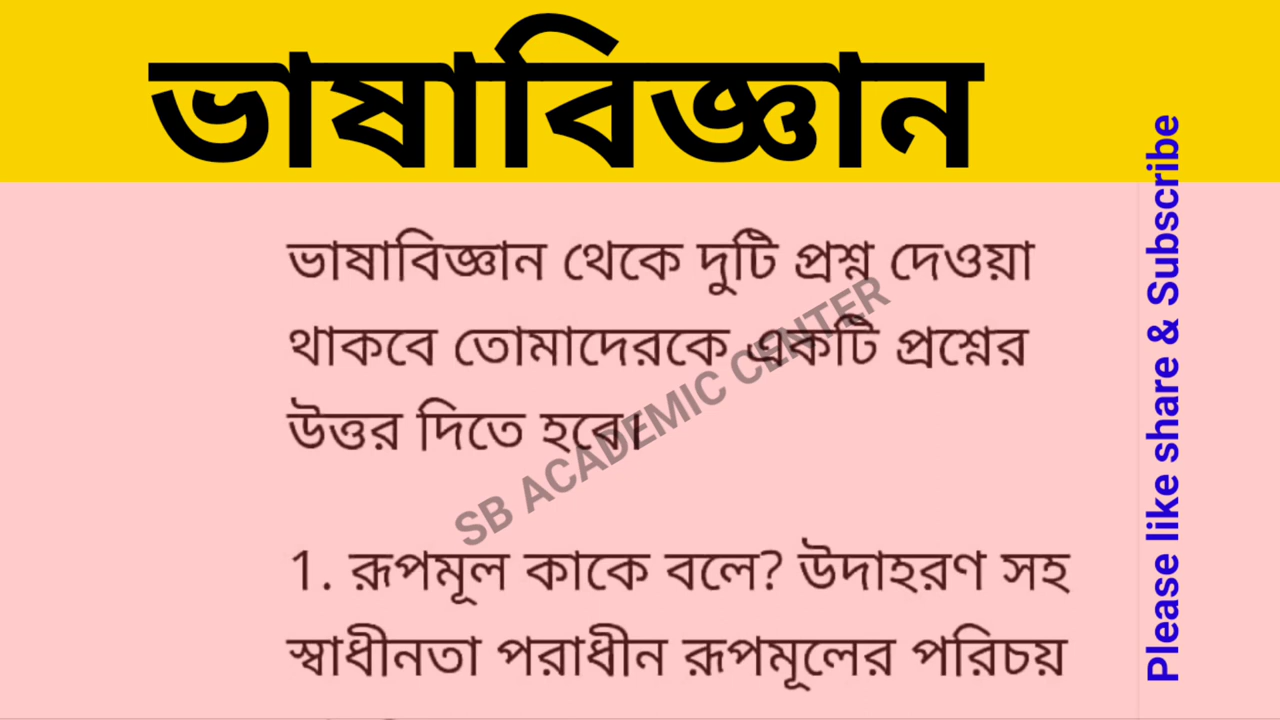 ভাষাবিজ্ঞান
ভাষাবিজ্ঞান থেকে দুটি প্রশ্ন দেওয়া
থাকবে তোমাদেরকে একটি প্রশ্নের
উত্তর দিতে হবে।
1. রূপমূল কাকে বলে? উদাহরণ সহ
স্বাধীনতা পরাধীন রূপমূলের পরিচয়
SB ACADEMIC CENTER
Please like share & Subscribe